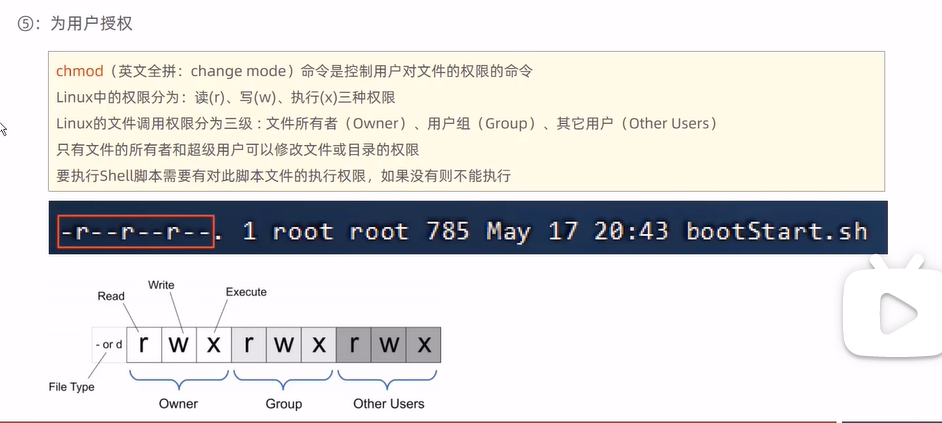 ⑤：为用户授权
chmod（英文全拼：change mode）命令是控制用户对文件的权限的命令
Linux中的权限分为：读(r)、写(w)、执行(x)三种权限
Linux的文件调用权限分为三级 : 文件所有者（Owner）、用户组（Group）、其它用户（Other Users）
只有文件的所有者和超级用户可以修改文件或目录的权限
要执行Shell脚本需要有对此脚本文件的执行权限，如果没有则不能执行
-r--r--r--. 1 root root 785 May 17 20:43 bootStart.sh
Read Write Execute
- or d r w x r w x r w x
File Type
Owner Group Other Users